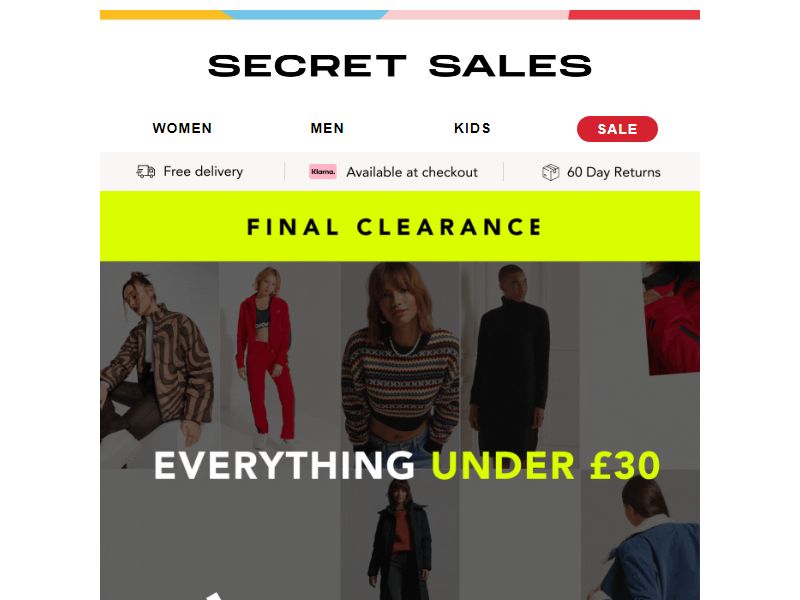 SECRET SALES
WOMEN MEN KIDS SALE
Free delivery Klarna. Available at checkout 60 Day Returns
FINAL CLEARANCE
EVERYTHING UNDER £30